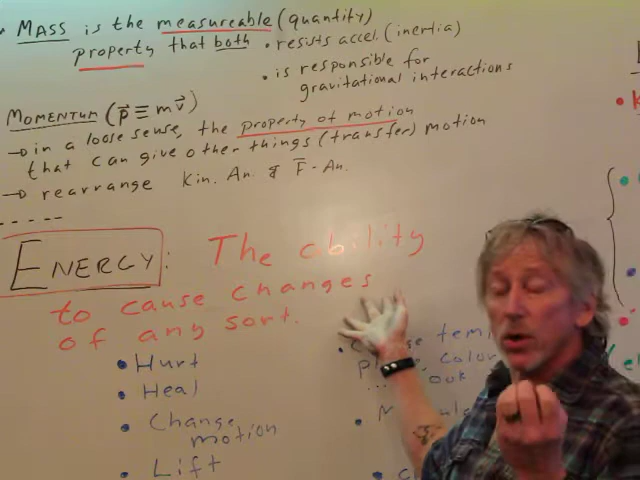 • MASS is the measureable (quantity)
property that both • resists accel. (inertia)
• is responsible for
gravitational interactions
MOMENTUM (p⃗ ≡ mv⃗)
→ in a loose sense, the property of motion
that can give other things (transfer) motion
→ rearrange Kin. An. & F⃗ - An.
-----
ENERGY: The ability
to cause changes
of any sort.
• Hurt
• Heal
• Change
motion
• Lift